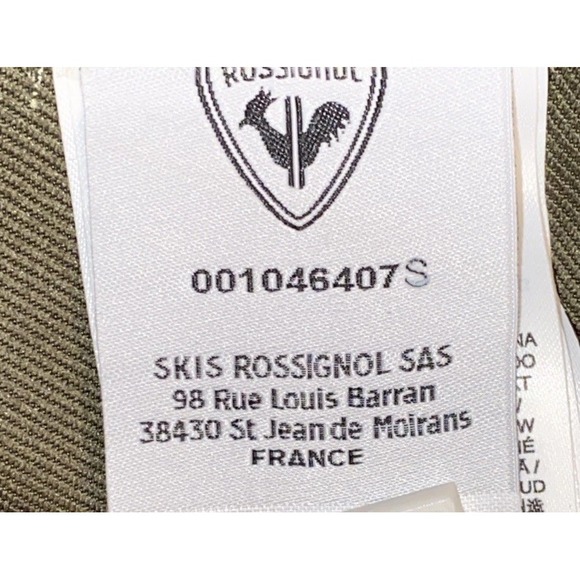 ROSSIGNOL
001046407S
SKIS ROSSIGNOL SAS
98 Rue Louis Barran
38430 St Jean de Moirans
FRANCE